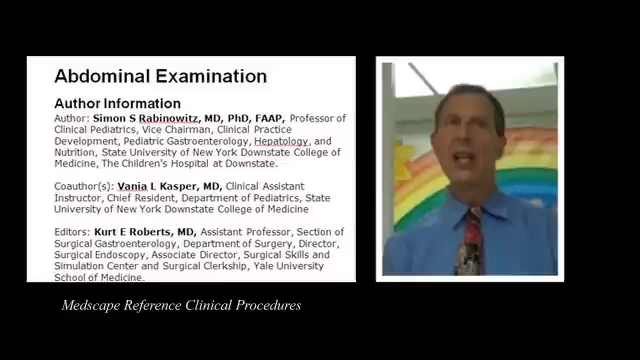 Abdominal Examination
Author Information
Author: Simon S Rabinowitz, MD, PhD, FAAP, Professor of
Clinical Pediatrics, Vice Chairman, Clinical Practice
Development, Pediatric Gastroenterology, Hepatology, and
Nutrition, State University of New York Downstate College of
Medicine, The Children's Hospital at Downstate.
Coauthor(s): Vania L Kasper, MD, Clinical Assistant
Instructor, Chief Resident, Department of Pediatrics, State
University of New York Downstate College of Medicine
Editors: Kurt E Roberts, MD, Assistant Professor, Section of
Surgical Gastroenterology, Department of Surgery, Director,
Surgical Endoscopy, Associate Director, Surgical Skills and
Simulation Center and Surgical Clerkship, Yale University
School of Medicine.
Medscape Reference Clinical Procedures